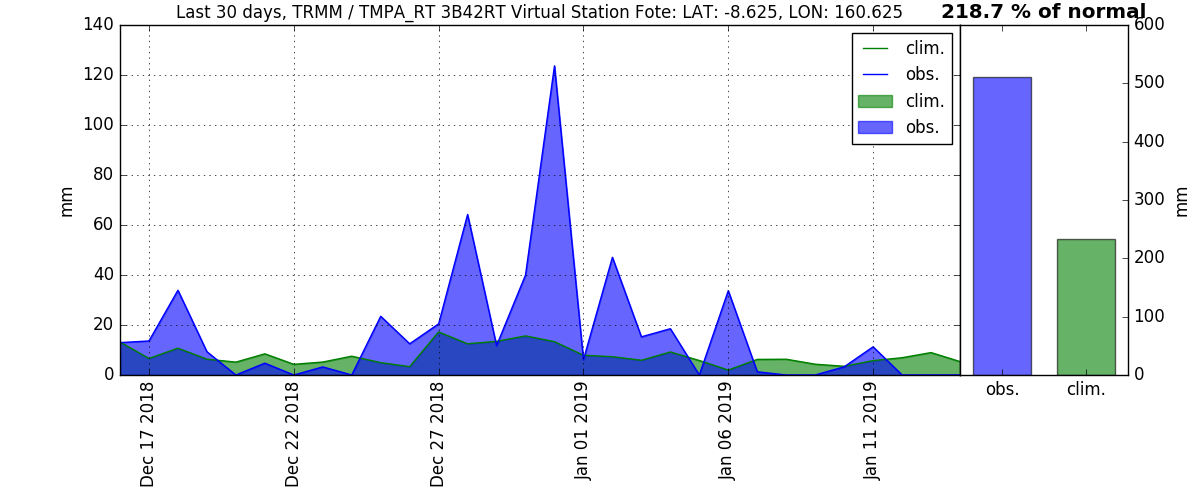 Last 30 days, TRMM / TMPA_RT 3B42RT Virtual Station Fote: LAT: -8.625, LON: 160.625
218.7 % of normal
140
120
100
80
60
40
20
0
mm
clim.
obs.
clim.
obs.
Dec 17 2018
Dec 22 2018
Dec 27 2018
Jan 01 2019
Jan 06 2019
Jan 11 2019
600
500
400
300
200
100
0
mm
obs.
clim.